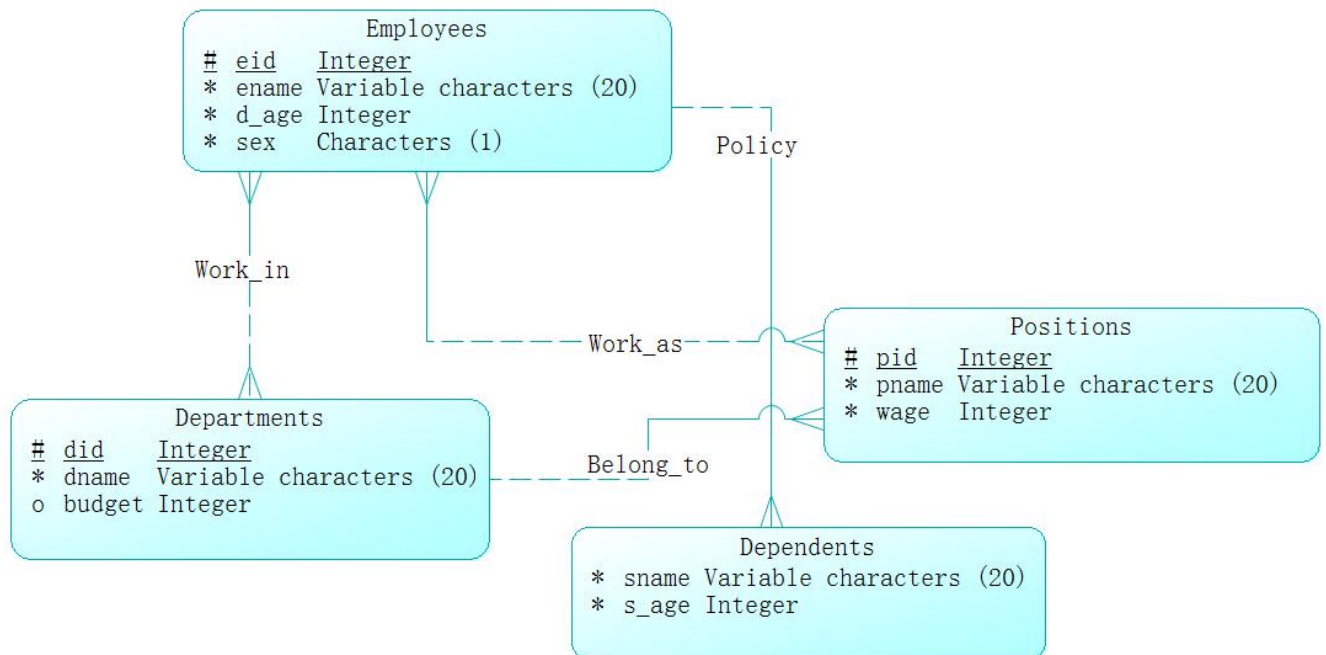 Employees
# eid Integer
* ename Variable characters (20)
* d_age Integer
* sex Characters (1)
Policy
Work_in
Work_as
Positions
# pid Integer
* pname Variable characters (20)
* wage Integer
Departments
# did Integer
* dname Variable characters (20)
o budget Integer
Belong_to
Dependents
* sname Variable characters (20)
* s_age Integer